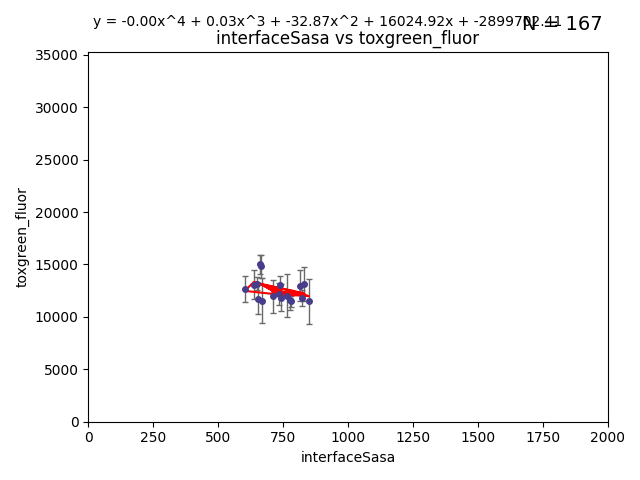 y = -0.00x^4 + 0.03x^3 + -32.87x^2 + 16024.92x + -2899702.41
N = 167
interfaceSasa vs toxgreen_fluor
35000
30000
25000
20000
15000
10000
5000
0
toxgreen_fluor
0 250 500 750 1000 1250 1500 1750 2000
interfaceSasa